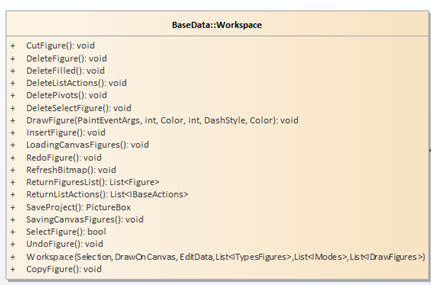 BaseData::Workspace
+ CutFigure(): void
+ DeleteFigure(): void
+ DeleteFilled(): void
+ DeleteListActions(): void
+ DeletePivots(): void
+ DeleteSelectFigure(): void
+ DrawFigure(PaintEventArgs, int, Color, int, DashStyle, Color): void
+ InsertFigure(): void
+ LoadingCanvasFigures(): void
+ RedoFigure(): void
+ RefreshBitmap(): void
+ ReturnFiguresList(): List<Figure>
+ ReturnListActions(): List<IBaseActions>
+ SaveProject(): PictureBox
+ SavingCanvasFigures(): void
+ SelectFigure(): bool
+ UndoFigure(): void
+ Workspace(Selection, DrawOnCanvas, EditData,List<ITypesFigures>,List<IModes>,List<IDrawFigures>)
+ CopyFigure(): void